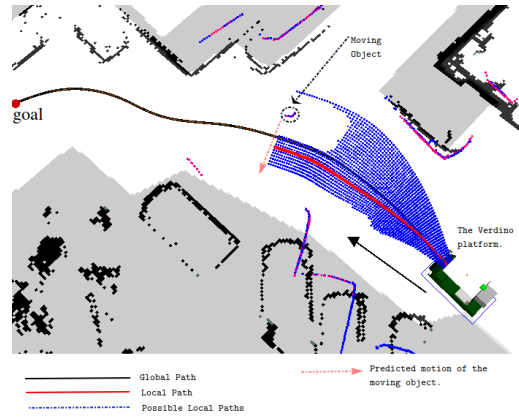 Moving
Object
goal
The Verdino
platform.
Global Path
Local Path
Possible Local Paths
Predicted motion of the
moving object.